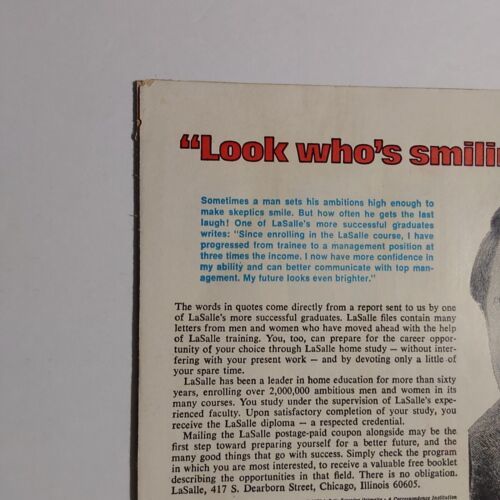 “Look who’s smilin
Sometimes a man sets his ambitions high enough to
make skeptics smile. But how often he gets the last
laugh! One of LaSalle's more successful graduates
writes: "Since enrolling in the LaSalle course, I have
progressed from trainee to a management position at
three times the income. I now have more confidence in
my ability and can better communicate with top man-
agement. My future looks even brighter."
The words in quotes come directly from a report sent to us by one
of LaSalle's more successful graduates. LaSalle files contain many
letters from men and women who have moved ahead with the help
of LaSalle training. You, too, can prepare for the career oppor-
tunity of your choice through LaSalle home study — without inter-
fering with your present work — and by devoting only a little of
your spare time.
LaSalle has been a leader in home education for more than sixty
years, enrolling over 2,000,000 ambitious men and women in its
many courses. You study under the supervision of LaSalle's expe-
rienced faculty. Upon satisfactory completion of your study, you
receive the LaSalle diploma — a respected credential.
Mailing the LaSalle postage-paid coupon alongside may be the
first step toward preparing yourself for a better future, and the
many good things that go with success. Simply check the program
in which you are most interested, to receive a valuable free booklet
describing the opportunities in that field. There is no obligation.
LaSalle, 417 S. Dearborn Street, Chicago, Illinois 60605.
A Correspondence Institution